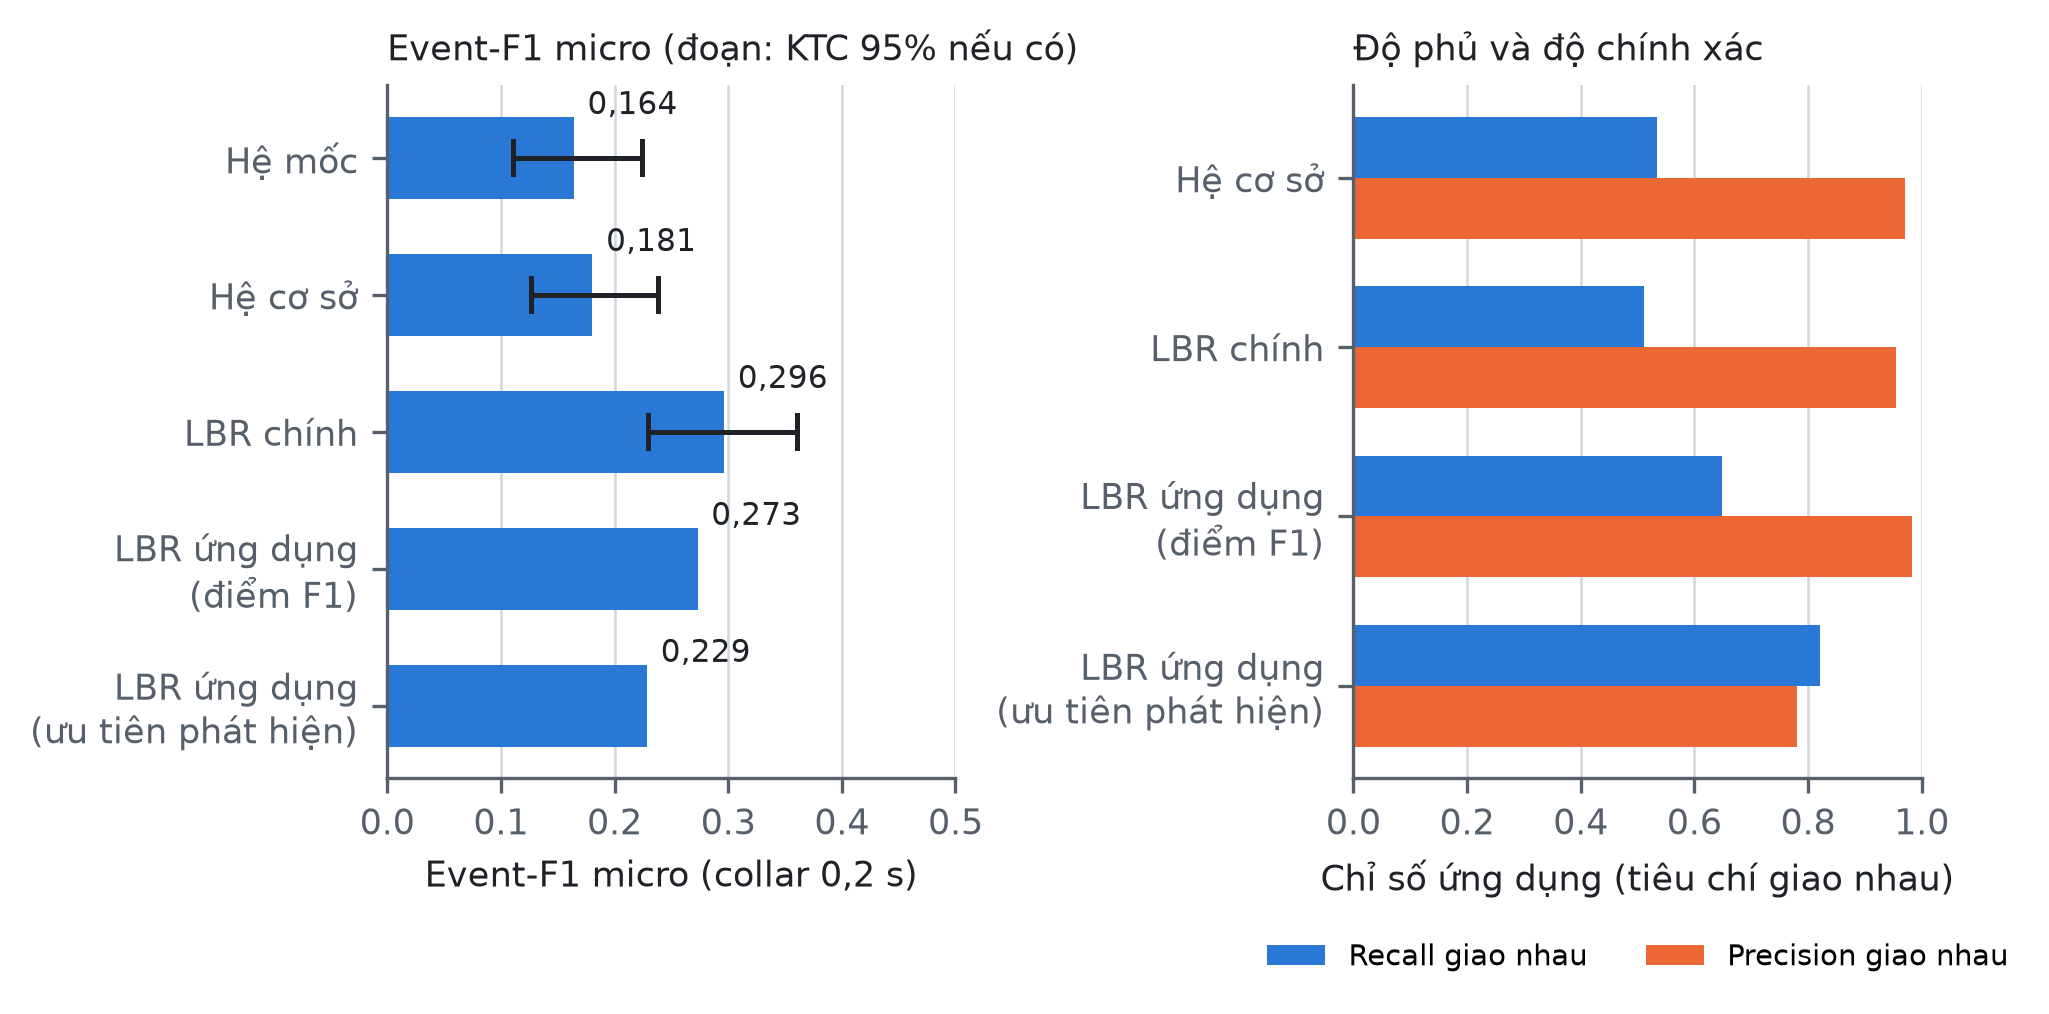 Event-F1 micro (đoạn: KTC 95% nếu có)
0,164
Hệ mốc
0,181
Hệ cơ sở
0,296
LBR chính
0,273
LBR ứng dụng
(điểm F1)
0,229
LBR ứng dụng
(ưu tiên phát hiện)
0.0 0.1 0.2 0.3 0.4 0.5
Event-F1 micro (collar 0,2 s)
Độ phủ và độ chính xác
Hệ cơ sở
LBR chính
LBR ứng dụng
(điểm F1)
LBR ứng dụng
(ưu tiên phát hiện)
0.0 0.2 0.4 0.6 0.8 1.0
Chỉ số ứng dụng (tiêu chí giao nhau)
Recall giao nhau
Precision giao nhau